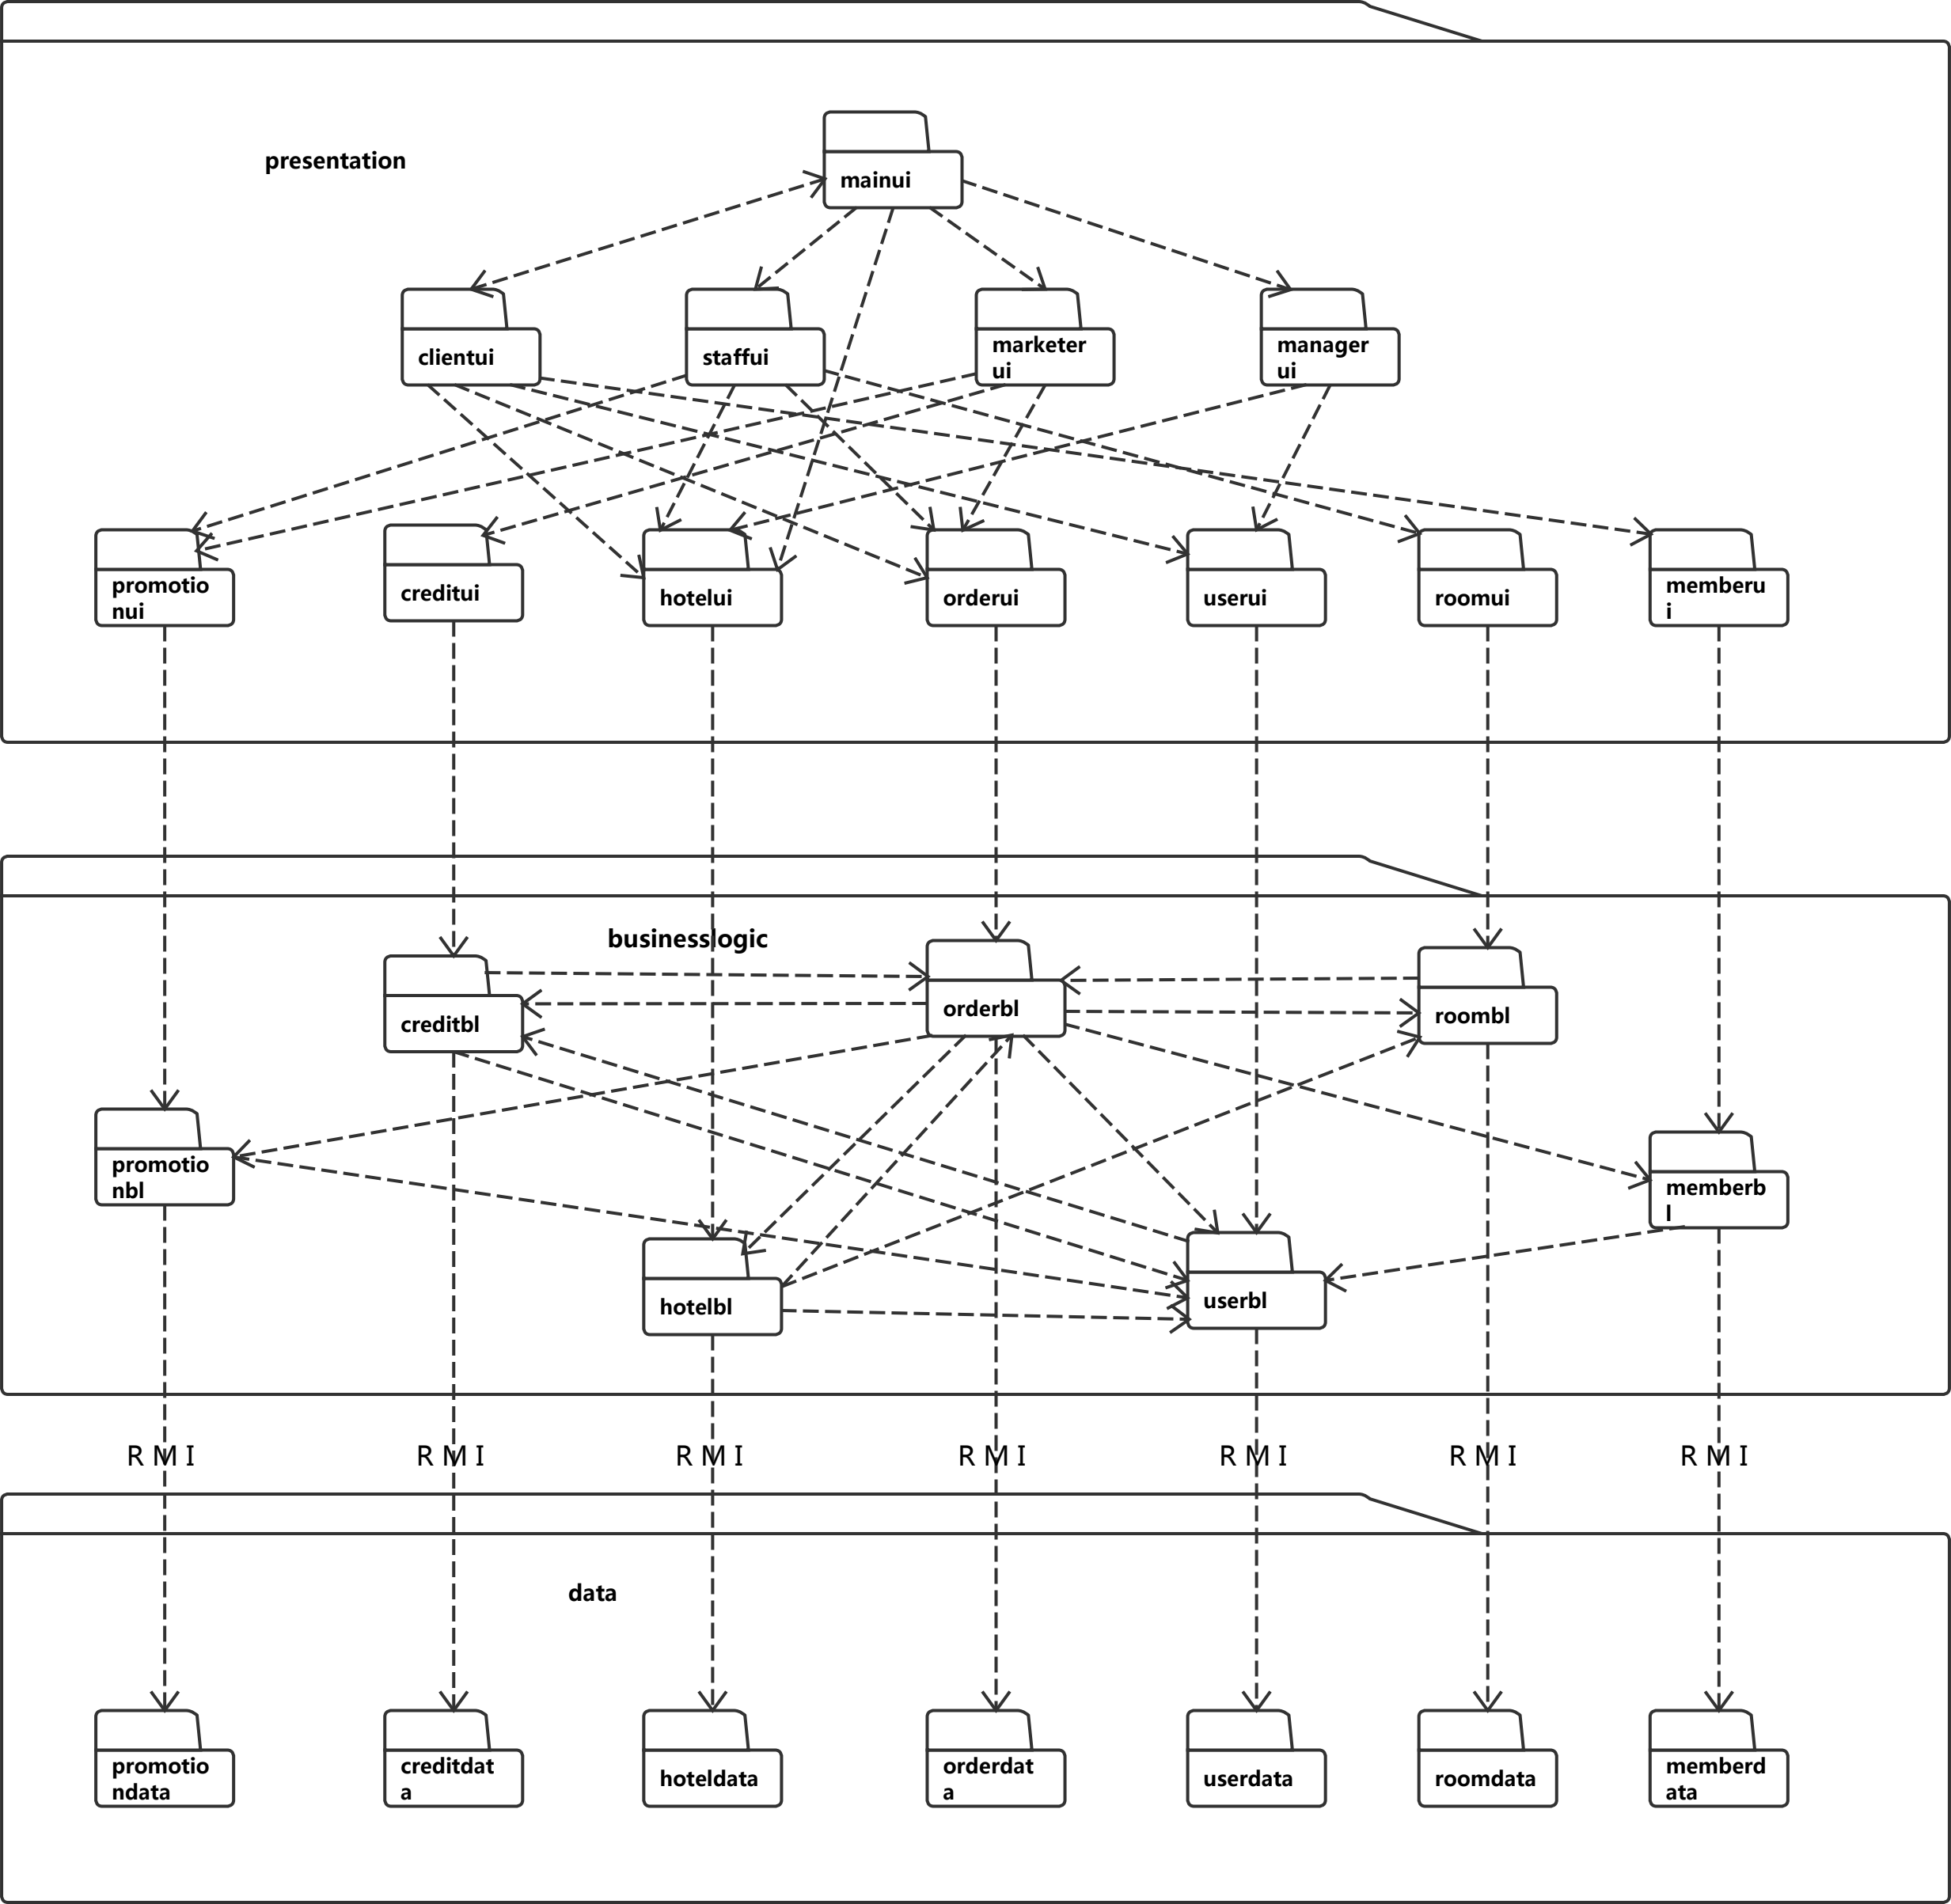 presentation
mainui
clientui
staffui
marketer
ui
manager
ui
promotio
nui
creditui
hotelui
orderui
userui
roomui
memberu
i
businesslogic
creditbl
orderbl
roombl
promotio
nbl
memberb
l
hotelbl
userbl
R M I
R M I
R M I
R M I
R M I
R M I
R M I
data
promotio
ndata
creditdat
a
hoteldata
orderdat
a
userdata
roomdata
memberd
ata